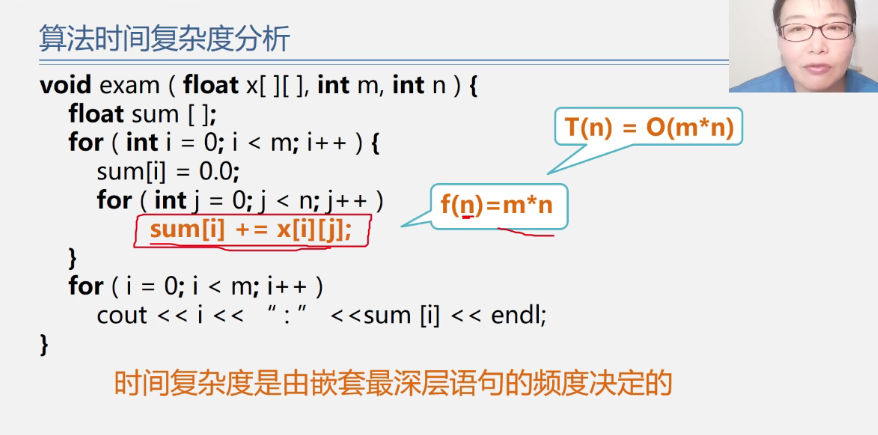 算法时间复杂度分析
void exam ( float x[ ][ ], int m, int n ) {
float sum [ ];
for ( int i = 0; i < m; i++ ) {
T(n) = O(m*n)
sum[i] = 0.0;
for ( int j = 0; j < n; j++ )
f(n)=m*n
sum[i] += x[i][j];
}
for ( i = 0; i < m; i++ )
cout << i << “ : ” <<sum [i] << endl;
}
时间复杂度是由嵌套最深层语句的频度决定的